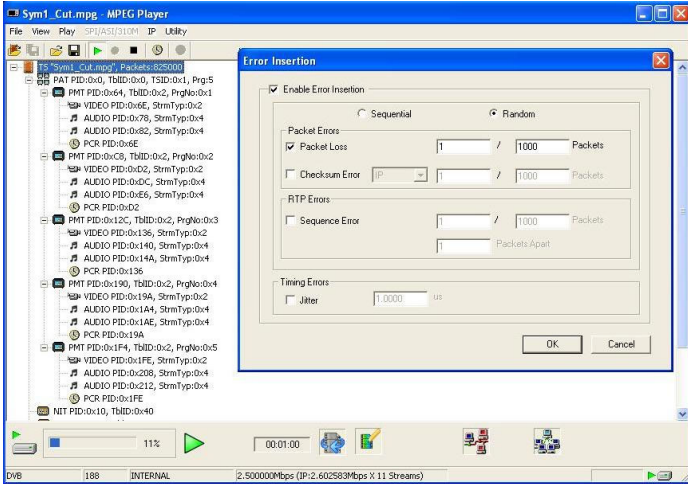 Sym1_Cut.mpg - MPEG Player
File View Play SPI/ASI/310M IP Utility
TS "Sym1_Cut.mpg", Packets:825000
PAT PID:0x0, TblID:0x0, TSID:0x1, Prg:5
PMT PID:0x64, TblID:0x2, PrgNo:0x1
VIDEO PID:0x6E, StrmTyp:0x2
AUDIO PID:0x78, StrmTyp:0x4
AUDIO PID:0x82, StrmTyp:0x4
PCR PID:0x6E
PMT PID:0xC8, TblID:0x2, PrgNo:0x2
VIDEO PID:0xD2, StrmTyp:0x2
AUDIO PID:0xDC, StrmTyp:0x4
AUDIO PID:0xE6, StrmTyp:0x4
PCR PID:0xD2
PMT PID:0x12C, TblID:0x2, PrgNo:0x3
VIDEO PID:0x136, StrmTyp:0x2
AUDIO PID:0x140, StrmTyp:0x4
AUDIO PID:0x14A, StrmTyp:0x4
PCR PID:0x136
PMT PID:0x190, TblID:0x2, PrgNo:0x4
VIDEO PID:0x19A, StrmTyp:0x2
AUDIO PID:0x1A4, StrmTyp:0x4
AUDIO PID:0x1AE, StrmTyp:0x4
PCR PID:0x19A
PMT PID:0x1F4, TblID:0x2, PrgNo:0x5
VIDEO PID:0x1FE, StrmTyp:0x2
AUDIO PID:0x208, StrmTyp:0x4
AUDIO PID:0x212, StrmTyp:0x4
PCR PID:0x1FE
NIT PID:0x10, TblID:0x40
Error Insertion
Enable Error Insertion
Sequential Random
Packet Errors
Packet Loss 1 / 1000 Packets
Checksum Error IP 1 / 1000 Packets
RTP Errors
Sequence Error 1 / 1000 Packets
1 Packets Apart
Timing Errors
Jitter 1.0000 us
OK Cancel
11% 00:01:00
DVB 188 INTERNAL 2.500000Mbps (IP:2.602583Mbps X 11 Streams)